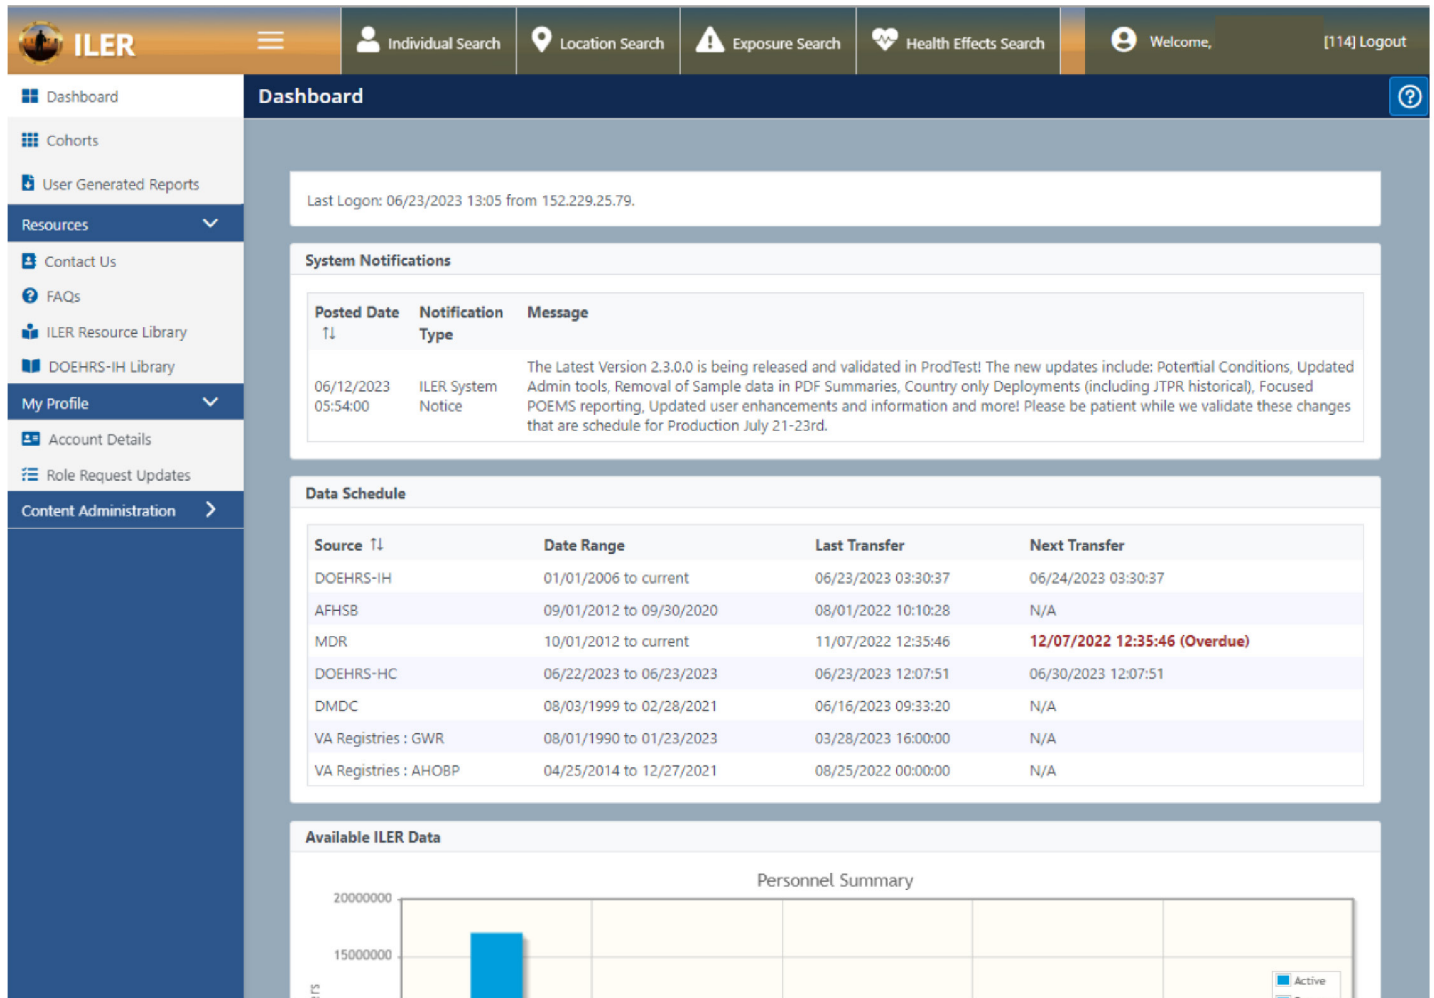 ILER
Individual Search
Location Search
Exposure Search
Health Effects Search
Welcome,
[114] Logout
Dashboard
Cohorts
User Generated Reports
Resources
Contact Us
FAQs
ILER Resource Library
DOEHRS-IH Library
My Profile
Account Details
Role Request Updates
Content Administration
Dashboard
Last Logon: 06/23/2023 13:05 from 152.229.25.79.
System Notifications
Posted Date Notification Type Message
06/12/2023 05:54:00 ILER System Notice
The Latest Version 2.3.0.0 is being released and validated in ProdTest! The new updates include: Potential Conditions, Updated
Admin tools, Removal of Sample data in PDF Summaries, Country only Deployments (including JTPR historical), Focused
POEMS reporting, Updated user enhancements and information and more! Please be patient while we validate these changes
that are schedule for Production July 21-23rd.
Data Schedule
Source Date Range Last Transfer Next Transfer
DOEHRS-IH 01/01/2006 to current 06/23/2023 03:30:37 06/24/2023 03:30:37
AFHSB 09/01/2012 to 09/30/2020 08/01/2022 10:10:28 N/A
MDR 10/01/2012 to current 11/07/2022 12:35:46 12/07/2022 12:35:46 (Overdue)
DOEHRS-HC 06/22/2023 to 06/23/2023 06/23/2023 12:07:51 06/30/2023 12:07:51
DMDC 08/03/1999 to 02/28/2021 06/16/2023 09:33:20 N/A
VA Registries : GWR 08/01/1990 to 01/23/2023 03/28/2023 16:00:00 N/A
VA Registries : AHOBP 04/25/2014 to 12/27/2021 08/25/2022 00:00:00 N/A
Available ILER Data
Personnel Summary
20000000
15000000
Active